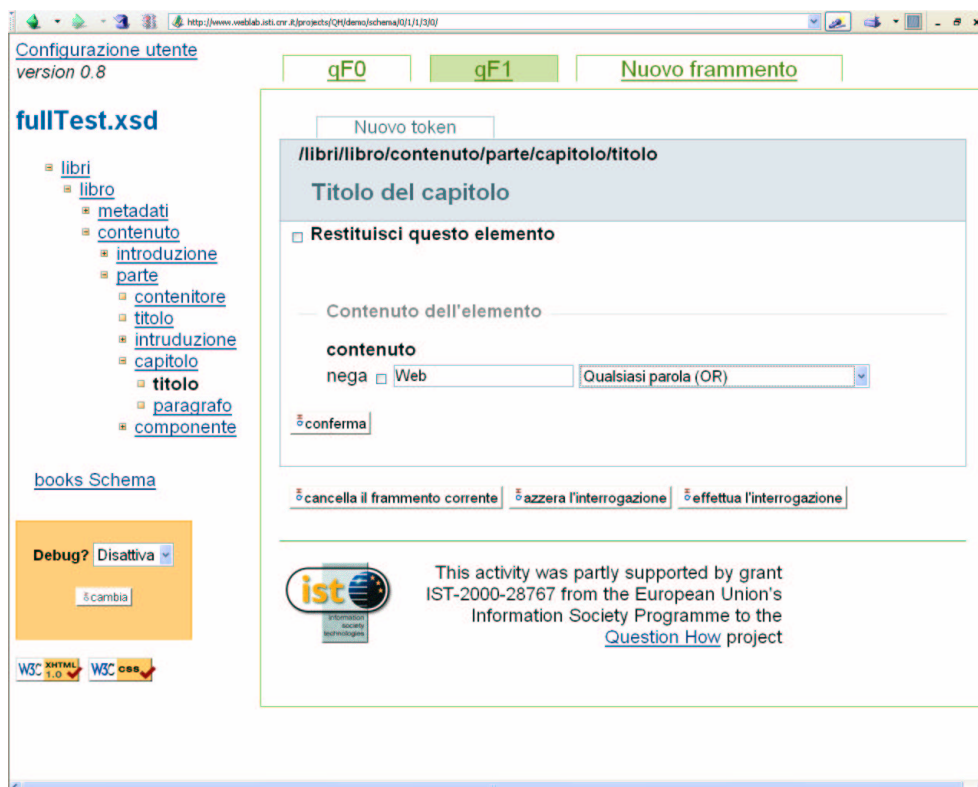 http://www.weblab.isti.cnr.it/projects/QH/demo/schema/0/1/1/3/0/
Configurazione utente
version 0.8
fullTest.xsd
libri
libro
metadati
contenuto
introduzione
parte
contenitore
titolo
intruduzione
capitolo
titolo
paragrafo
componente
books Schema
Debug? Disattiva
cambia
W3C XHTML 1.0
W3C css
qF0 qF1 Nuovo frammento
Nuovo token
/libri/libro/contenuto/parte/capitolo/titolo
Titolo del capitolo
Restituisci questo elemento
Contenuto dell'elemento
contenuto
nega Web Qualsiasi parola (OR)
conferma
cancella il frammento corrente azzera l'interrogazione effettua l'interrogazione
ist
information
society
technologies
This activity was partly supported by grant
IST-2000-28767 from the European Union's
Information Society Programme to the
Question How project